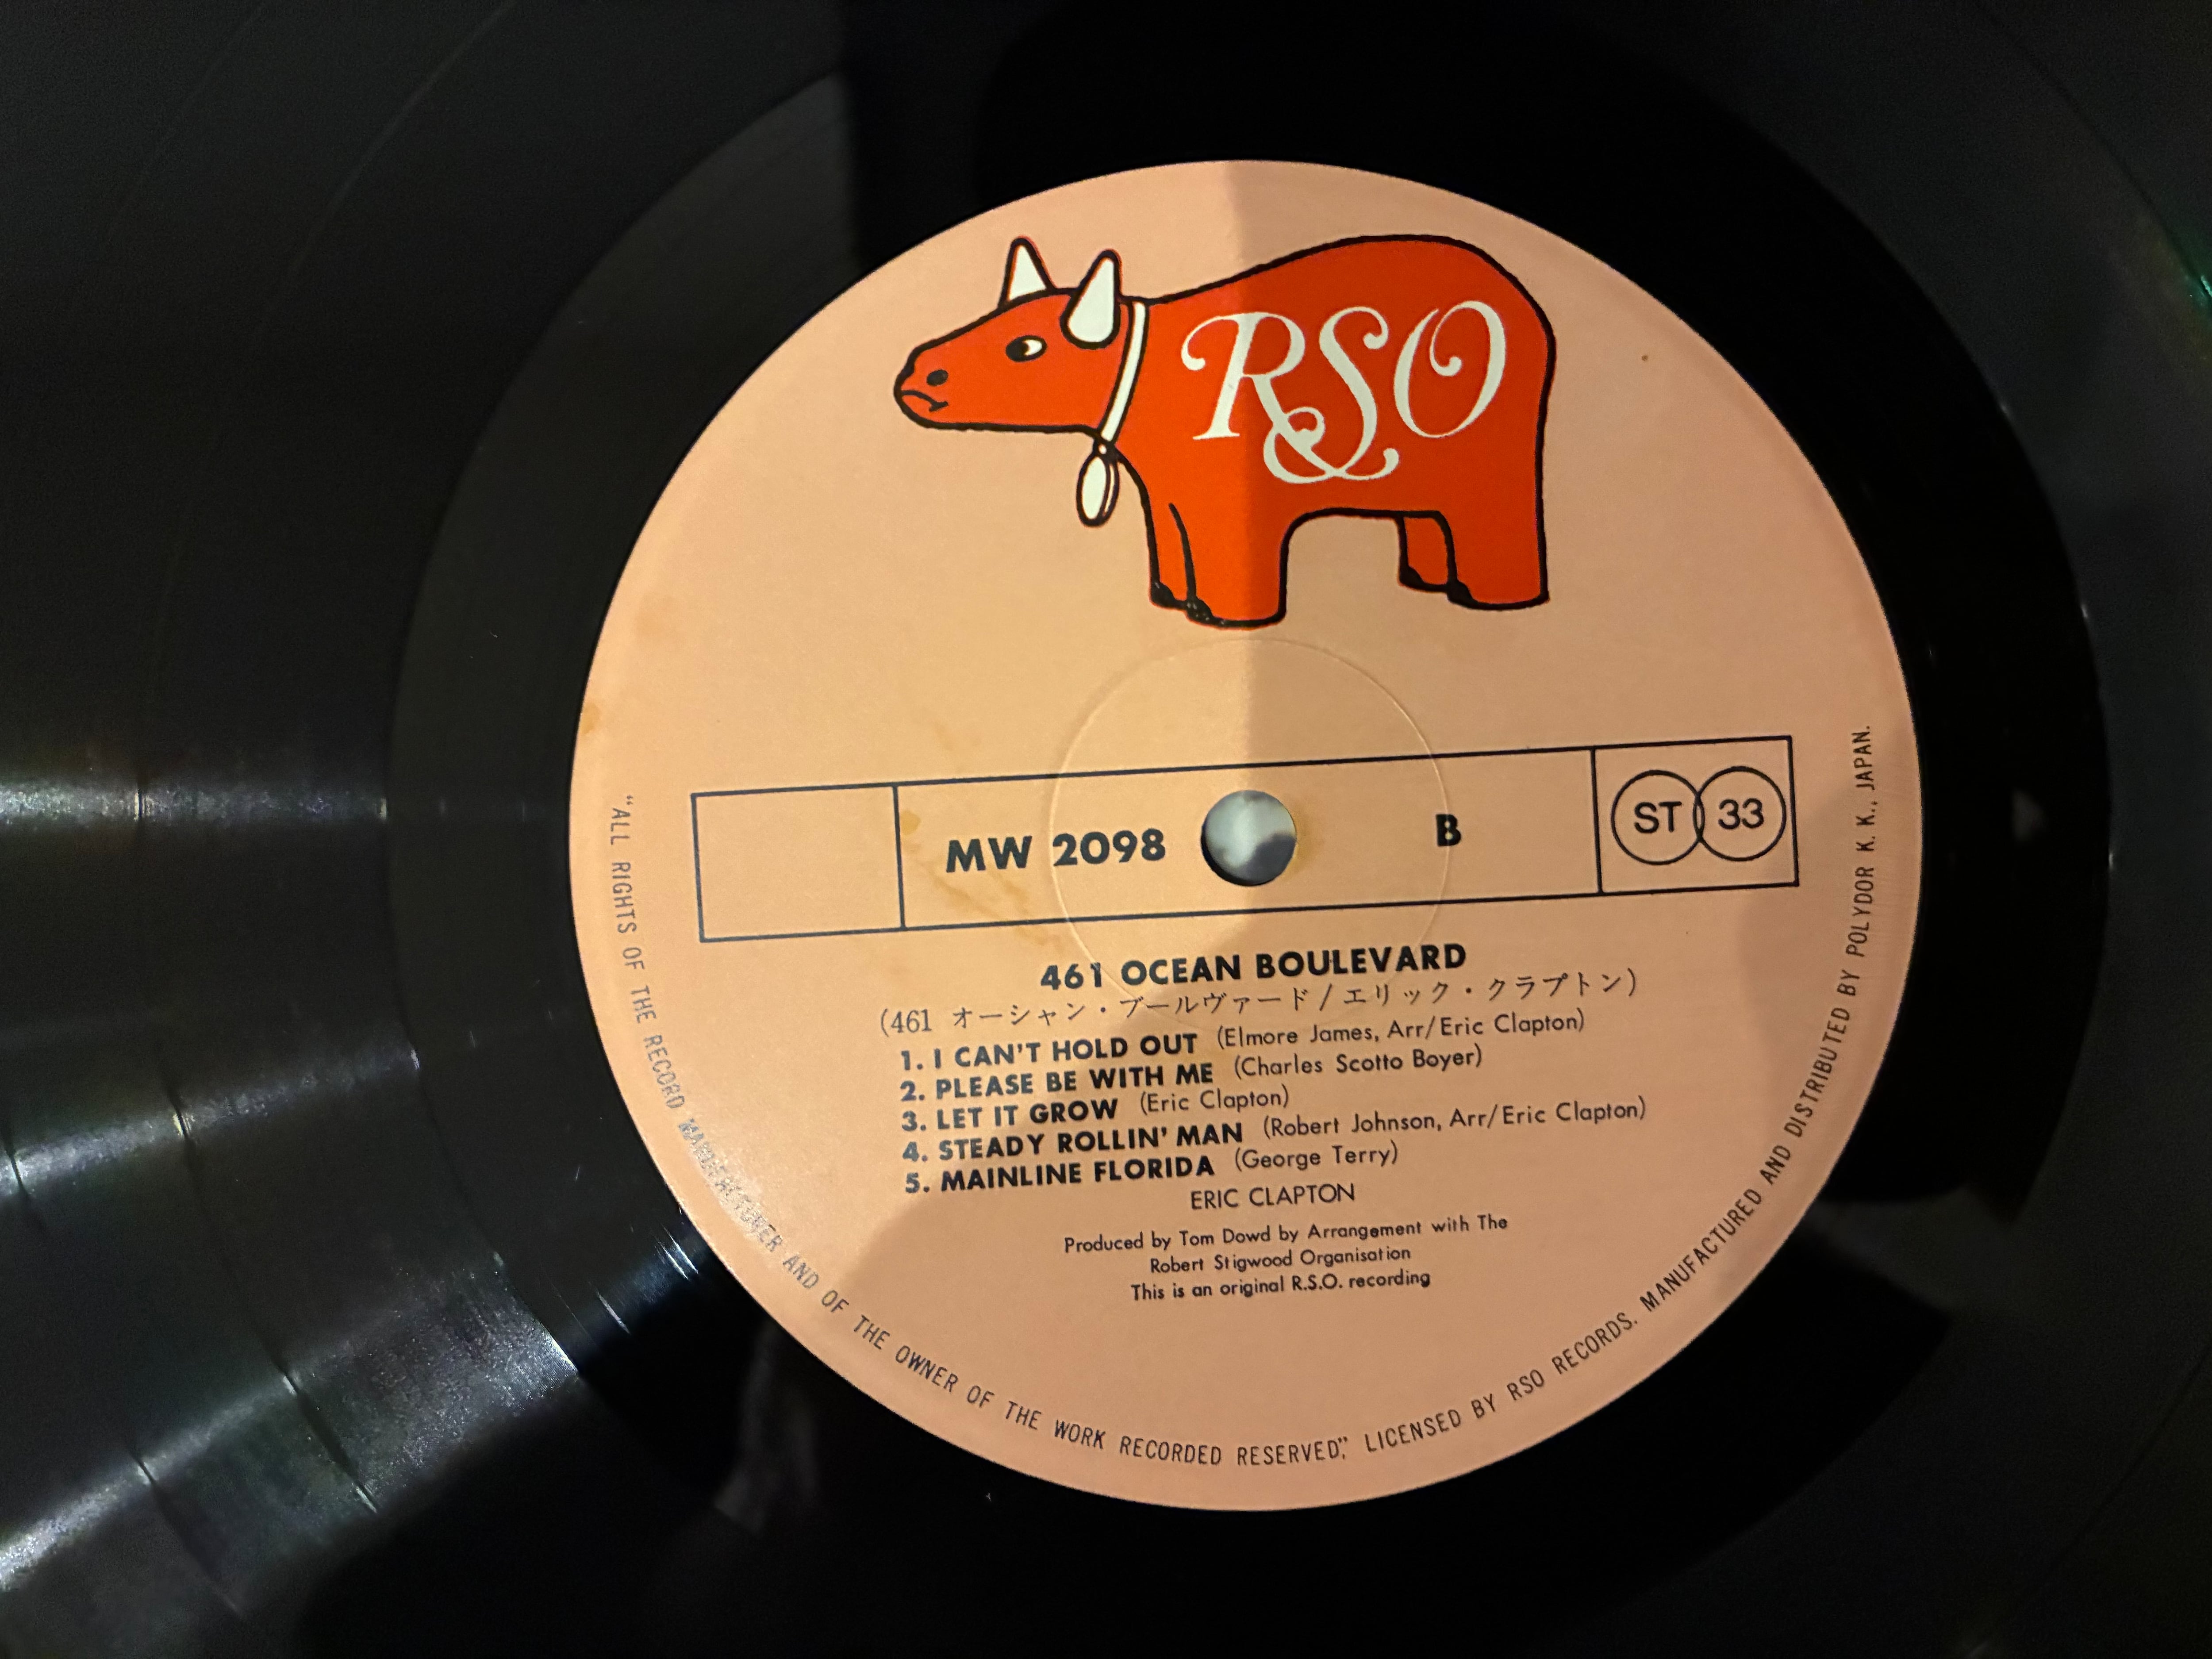 RSO
MW 2098 B ST 33
461 OCEAN BOULEVARD
(461 オーシャン・ブールヴァード/エリック・クラプトン)
1. I CAN'T HOLD OUT (Elmore James, Arr/Eric Clapton)
2. PLEASE BE WITH ME (Charles Scotto Boyer)
3. LET IT GROW (Eric Clapton)
4. STEADY ROLLIN' MAN (Robert Johnson, Arr/Eric Clapton)
5. MAINLINE FLORIDA (George Terry)
ERIC CLAPTON
Produced by Tom Dowd by Arrangement with The
Robert Stigwood Organisation
This is an original R.S.O. recording
“ALL RIGHTS OF THE RECORD MANUFACTURER AND OF THE OWNER OF THE WORK RECORDED RESERVED.” LICENSED BY RSO RECORDS. MANUFACTURED AND DISTRIBUTED BY POLYDOR K. K., JAPAN.